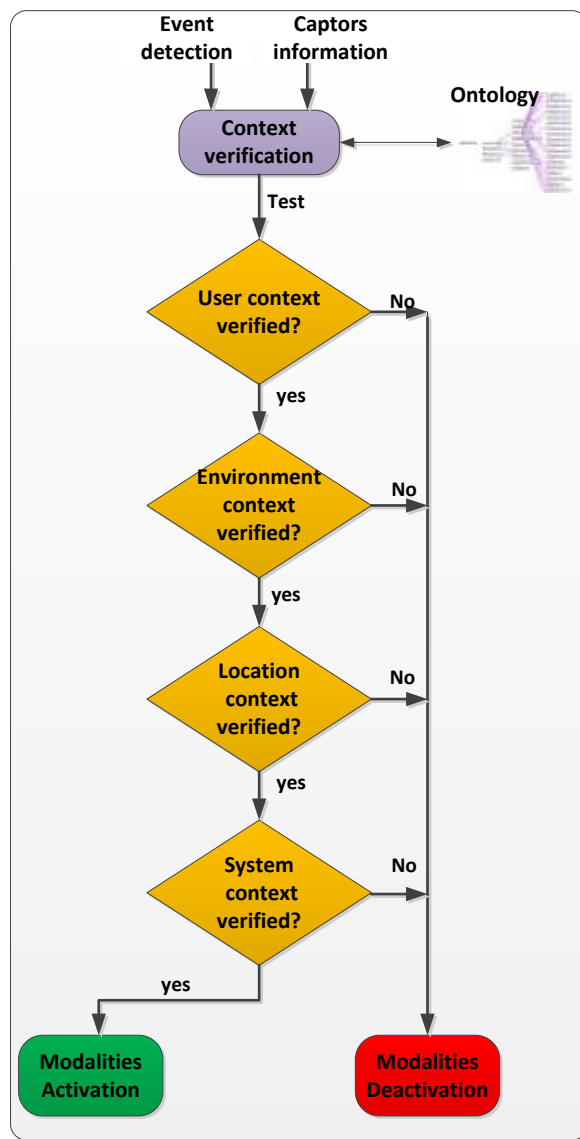 Event
detection
Captors
information
Ontology
Context
verification
Test
User context
verified?
No
yes
Environment
context
verified?
No
yes
Location
context
verified?
No
yes
System
context
verified?
No
yes
Modalities
Activation
Modalities
Deactivation